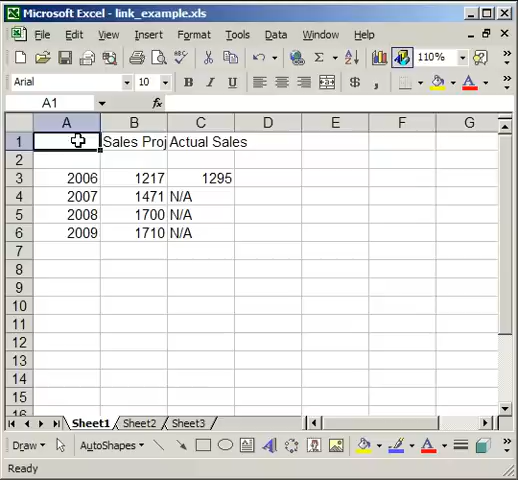 Microsoft Excel - link_example.xls
File Edit View Insert Format Tools Data Window Help
110%
Arial 10 B I U $ ,
A1 fx
A B C D E F G
1 Sales Proj Actual Sales
2
3 2006 1217 1295
4 2007 1471 N/A
5 2008 1700 N/A
6 2009 1710 N/A
7
8
9
10
11
12
13
14
15
16
Sheet1 Sheet2 Sheet3
Draw AutoShapes
Ready